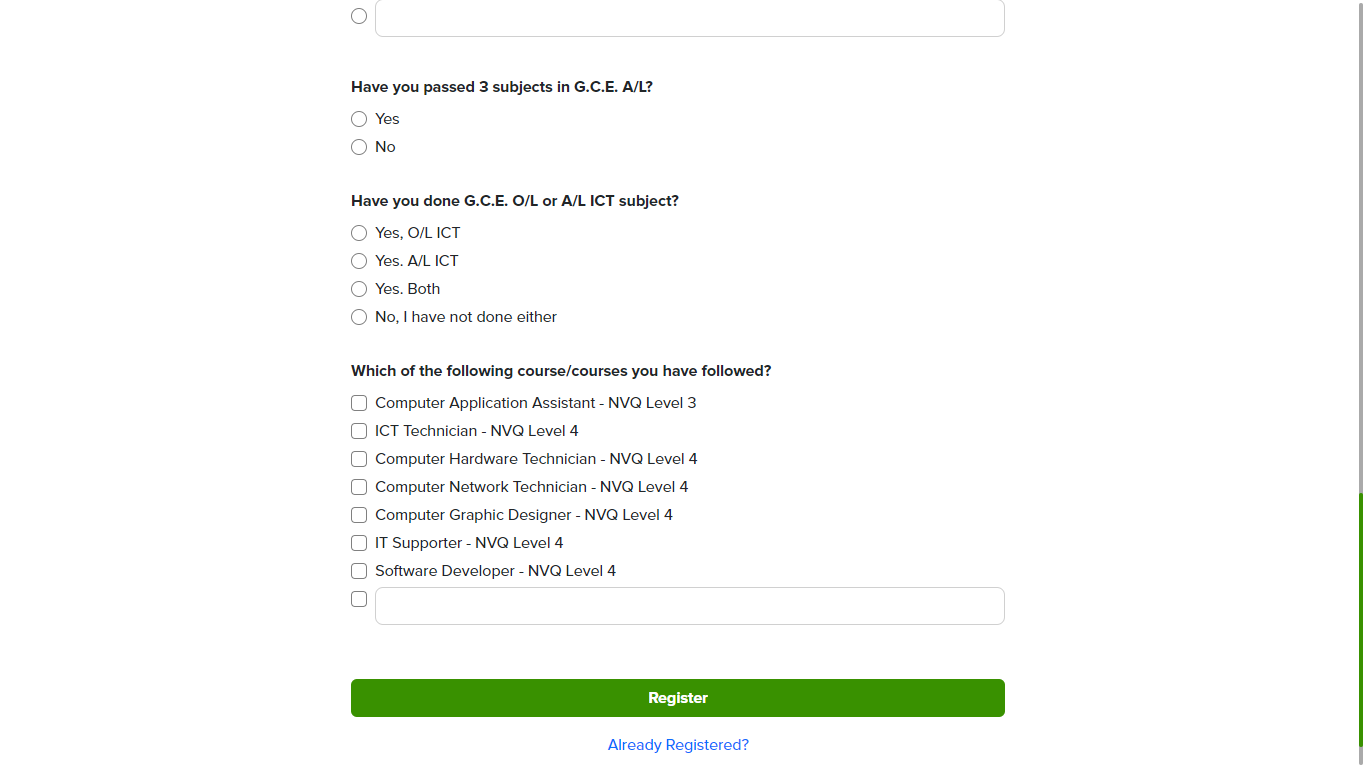 Have you passed 3 subjects in G.C.E. A/L?
Yes
No
Have you done G.C.E. O/L or A/L ICT subject?
Yes, O/L ICT
Yes. A/L ICT
Yes. Both
No, I have not done either
Which of the following course/courses you have followed?
Computer Application Assistant - NVQ Level 3
ICT Technician - NVQ Level 4
Computer Hardware Technician - NVQ Level 4
Computer Network Technician - NVQ Level 4
Computer Graphic Designer - NVQ Level 4
IT Supporter - NVQ Level 4
Software Developer - NVQ Level 4
Register
Already Registered?